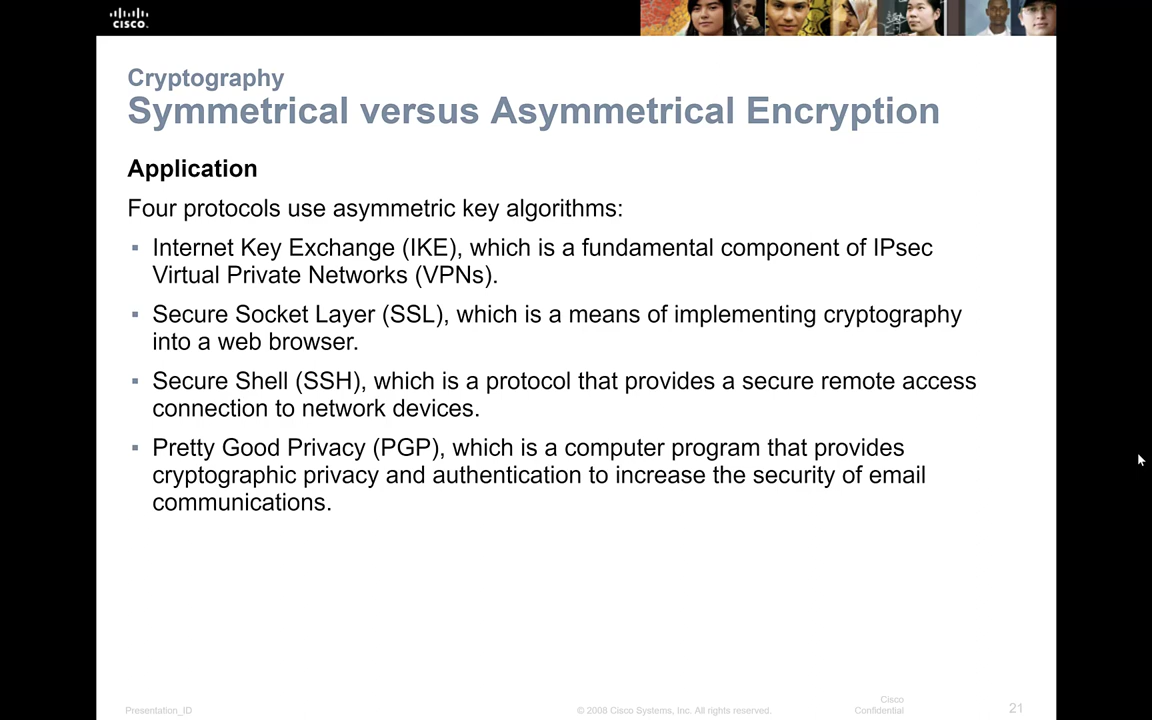 CISCO.
Cryptography
Symmetrical versus Asymmetrical Encryption
Application
Four protocols use asymmetric key algorithms:
▪ Internet Key Exchange (IKE), which is a fundamental component of IPsec
Virtual Private Networks (VPNs).
▪ Secure Socket Layer (SSL), which is a means of implementing cryptography
into a web browser.
▪ Secure Shell (SSH), which is a protocol that provides a secure remote access
connection to network devices.
▪ Pretty Good Privacy (PGP), which is a computer program that provides
cryptographic privacy and authentication to increase the security of email
communications.
Presentation_ID
© 2008 Cisco Systems, Inc. All rights reserved.
Cisco
Confidential
21